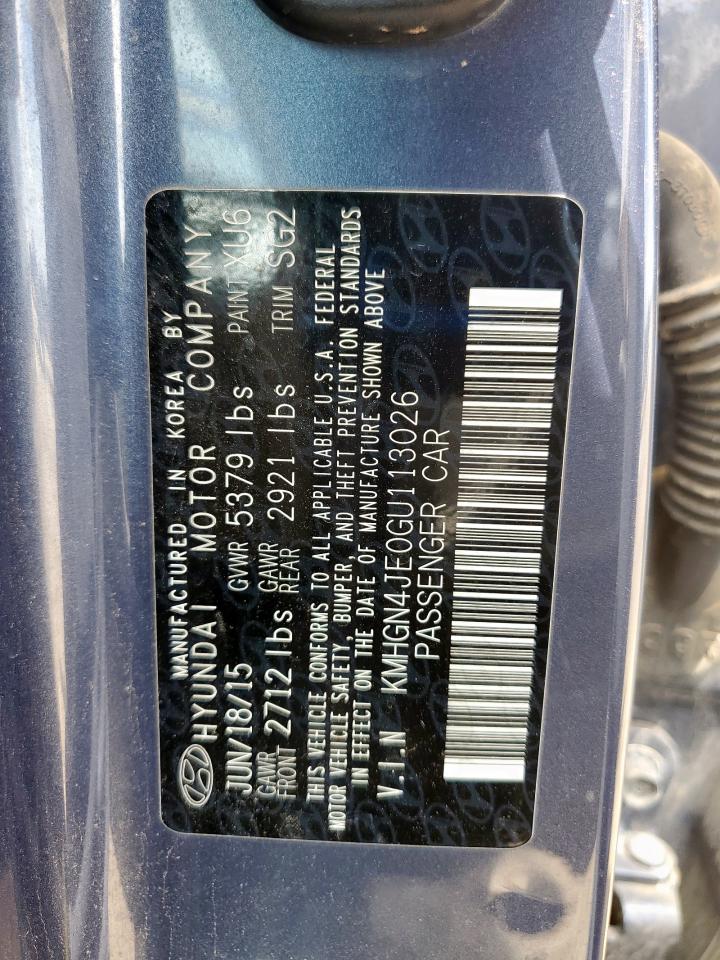 MANUFACTURED IN KOREA BY
HYUNDAI MOTOR COMPANY
JUN/18/15 GVWR 5379 lbs PAINT XU6
GAWR FRONT 2712 lbs GAWR REAR 2921 lbs TRIM SG2
THIS VEHICLE CONFORMS TO ALL APPLICABLE U.S.A. FEDERAL
MOTOR VEHICLE SAFETY, BUMPER, AND THEFT PREVENTION STANDARDS
IN EFFECT ON THE DATE OF MANUFACTURE SHOWN ABOVE
V.I.N KMHGN4JE0GU113026
PASSENGER CAR